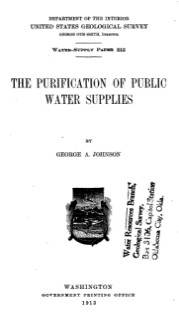 DEPARTMENT OF THE INTERIOR
UNITED STATES GEOLOGICAL SURVEY
GEORGE OTIS SMITH, DIRECTOR
WATER-SUPPLY PAPER 315
THE PURIFICATION OF PUBLIC
WATER SUPPLIES
BY
GEORGE A. JOHNSON
Water Resources Branch,
Geological Survey,
Box 3106, Capitol Station
Oklahoma City, Okla.
WASHINGTON
GOVERNMENT PRINTING OFFICE
1913